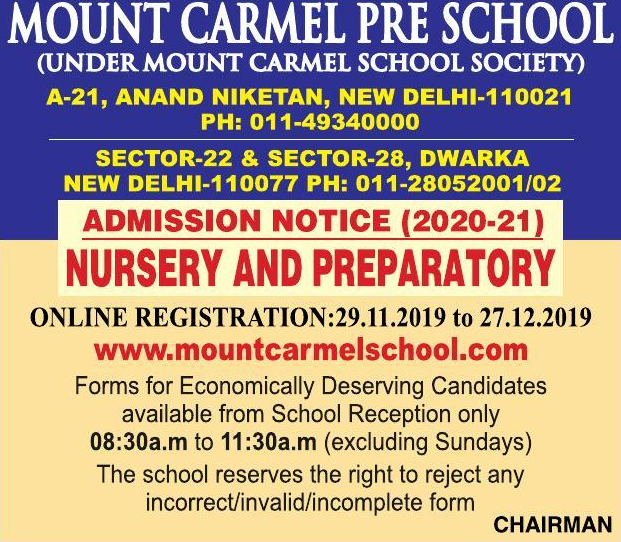 MOUNT CARMEL PRE SCHOOL
(UNDER MOUNT CARMEL SCHOOL SOCIETY)
A-21, ANAND NIKETAN, NEW DELHI-110021
PH: 011-49340000
SECTOR-22 & SECTOR-28, DWARKA
NEW DELHI-110077 PH: 011-28052001/02
ADMISSION NOTICE (2020-21)
NURSERY AND PREPARATORY
ONLINE REGISTRATION:29.11.2019 to 27.12.2019
www.mountcarmelschool.com
Forms for Economically Deserving Candidates
available from School Reception only
08:30a.m to 11:30a.m (excluding Sundays)
The school reserves the right to reject any
incorrect/invalid/incomplete form
CHAIRMAN